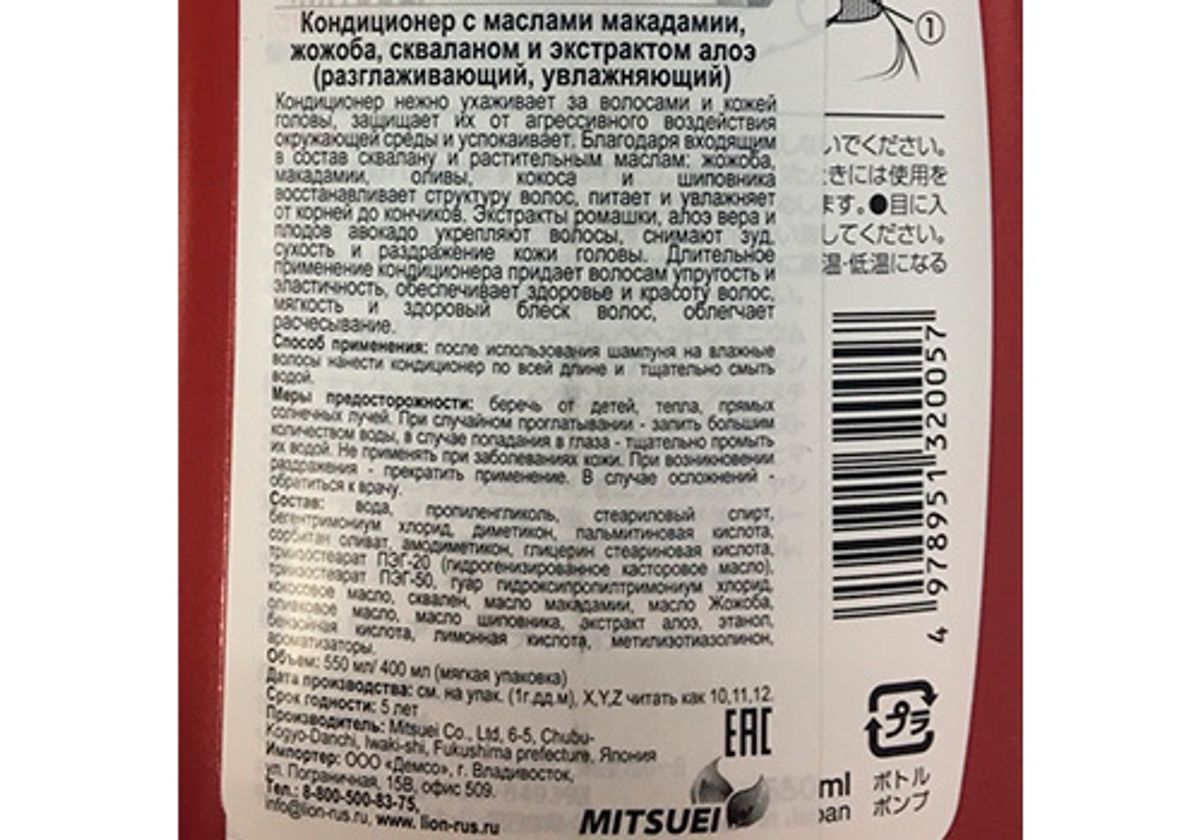 Кондиционер с маслами макадамии,
жожоба, скваланом и экстрактом алоэ
(разглаживающий, увлажняющий)
Кондиционер нежно ухаживает за волосами и кожей
головы, защищает их от агрессивного воздействия
окружающей среды и успокаивает. Благодаря входящим
в состав сквалану и растительным маслам: жожоба,
макадамии, оливы, кокоса и шиповника
восстанавливает структуру волос, питает и увлажняет
от корней до кончиков. Экстракты ромашки, алоэ вера и
плодов авокадо укрепляют волосы, снимают зуд,
сухость и раздражение кожи головы. Длительное
применение кондиционера придает волосам упругость и
эластичность, обеспечивает здоровье и красоту волос,
мягкость и здоровый блеск волос, облегчает
расчесывание.
Способ применения: после использования шампуня на влажные
волосы нанести кондиционер по всей длине и тщательно смыть
водой.
Меры предосторожности: беречь от детей, тепла, прямых
солнечных лучей. При случайном проглатывании - запить большим
количеством воды, в случае попадания в глаза - тщательно промыть
их водой. Не применять при заболеваниях кожи. При возникновении
раздражения - прекратить применение. В случае осложнений -
обратиться к врачу.
Состав: вода, пропиленгликоль, стеариловый спирт,
бегентримониум хлорид, диметикон, пальмитиновая кислота,
сорбитан оливат, амодиметикон, глицерин стеариновая кислота,
триизостеарат ПЭГ-20 (гидрогенизированное касторовое масло),
триизостеарат ПЭГ-50, гуар гидроксипропилтримониум хлорид,
кокосовое масло, сквален, масло макадамии, масло Жожоба,
оливковое масло, масло шиповника, экстракт алоэ, этанол,
бензойная кислота, лимонная кислота, метилизотиазолинон,
ароматизаторы.
Объем: 550 мл/ 400 мл (мягкая упаковка)
Дата производства: см. на упак. (1г.дд.м), X,Y,Z читать как 10,11,12.
Срок годности: 5 лет
Производитель: Mitsuei Co., Ltd, 6-5, Chubu-
Kogyo-Danchi, Iwaki-shi, Fukushima prefecture, Япония
Импортер: ООО «Демсо», г. Владивосток,
ул. Пограничная, 15В, офис 509.
Тел.: 8-800-500-83-75,
info@lion-rus.ru, www. lion-rus.ru
EAC
MITSUEI
①
いでください。
きには使用を
ます。●目に入
してください。
温・低温になる
4 978951 320057
プラ
ml ボトル
pan ポンプ